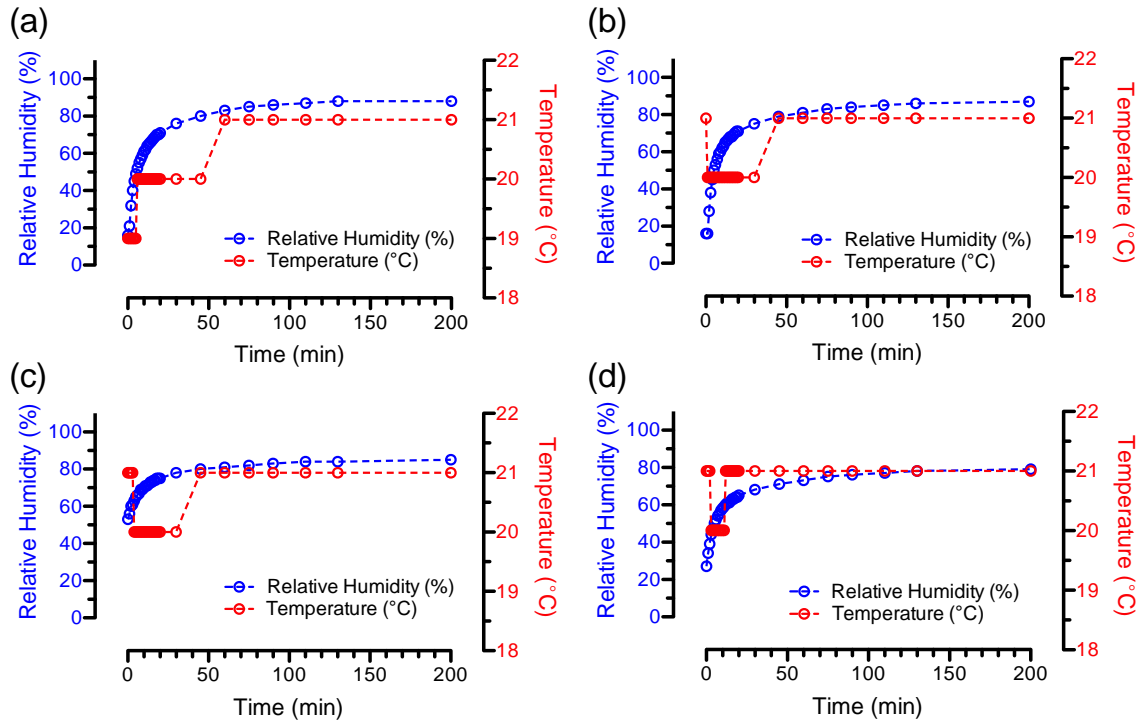 (a)
Relative Humidity (%)
100
80
60
40
20
0
22
21
20
19
18
Temperature (°C)
Relative Humidity (%)
Temperature (°C)
0 50 100 150 200
Time (min)
(b)
Relative Humidity (%)
100
80
60
40
20
0
22
21
20
19
18
Temperature (°C)
Relative Humidity (%)
Temperature (°C)
0 50 100 150 200
Time (min)
(c)
Relative Humidity (%)
100
80
60
40
20
0
22
21
20
19
18
Temperature (°C)
Relative Humidity (%)
Temperature (°C)
0 50 100 150 200
Time (min)
(d)
Relative Humidity (%)
100
80
60
40
20
0
22
21
20
19
18
Temperature (°C)
Relative Humidity (%)
Temperature (°C)
0 50 100 150 200
Time (min)